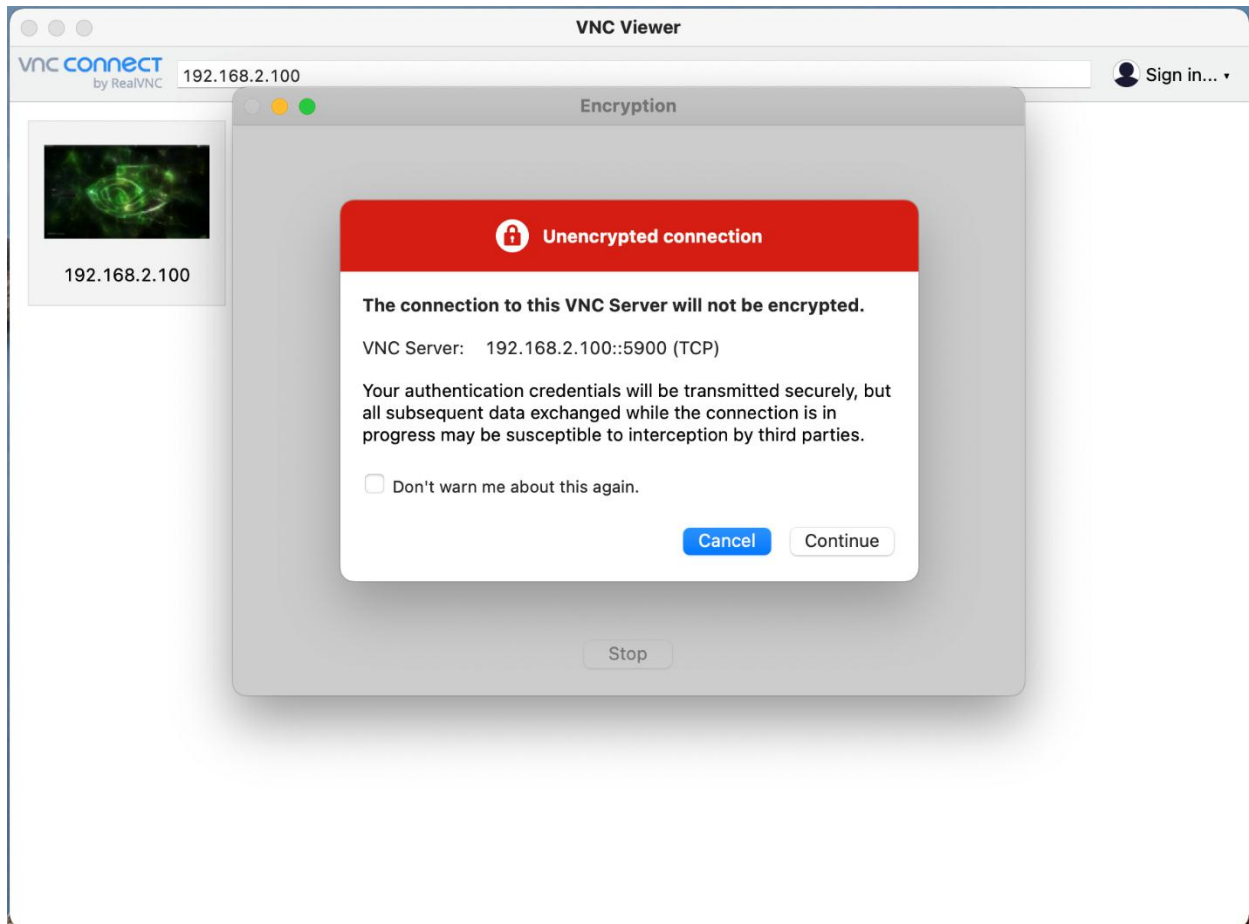 VNC Viewer
vnc connect
by RealVNC
192.168.2.100
Sign in...
Encryption
192.168.2.100
Unencrypted connection
The connection to this VNC Server will not be encrypted.
VNC Server: 192.168.2.100::5900 (TCP)
Your authentication credentials will be transmitted securely, but
all subsequent data exchanged while the connection is in
progress may be susceptible to interception by third parties.
Don't warn me about this again.
Cancel Continue
Stop